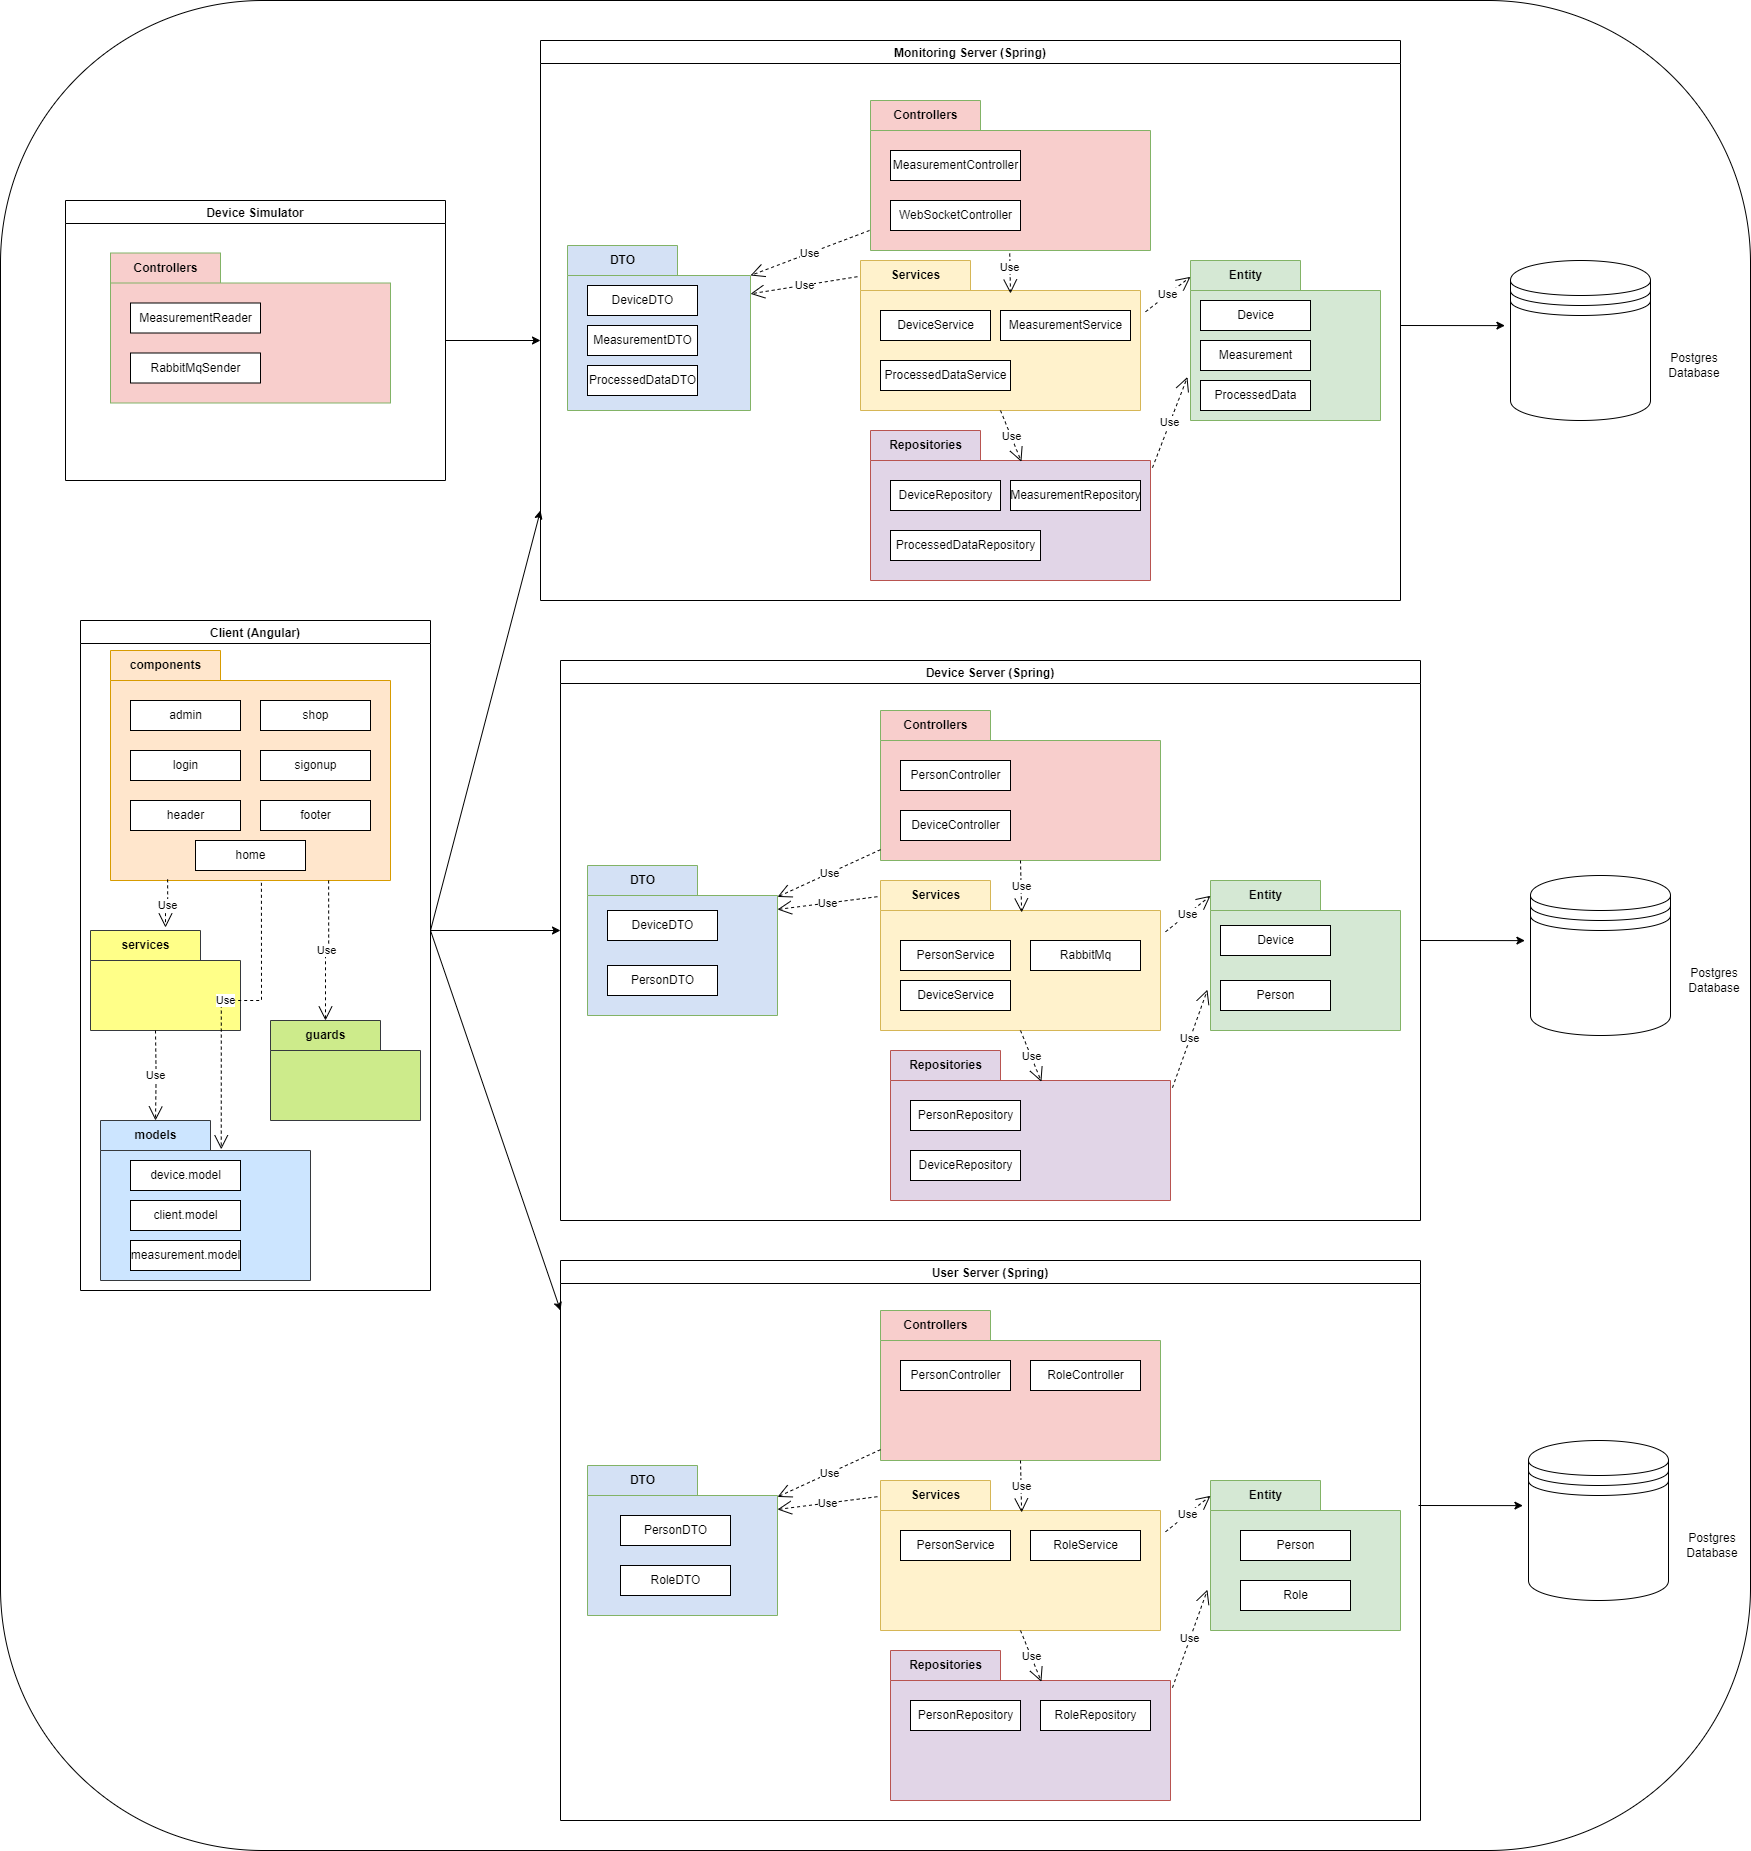 Monitoring Server (Spring)
Controllers
MeasurementController
WebSocketController
Use
Use
Use
DTO
DeviceDTO
MeasurementDTO
ProcessedDataDTO
Services
DeviceService
MeasurementService
ProcessedDataService
Use
Entity
Device
Measurement
ProcessedData
Use
Use
Repositories
DeviceRepository
MeasurementRepository
ProcessedDataRepository
Postgres
Database
Device Simulator
Controllers
MeasurementReader
RabbitMqSender
Client (Angular)
components
admin
shop
login
sigonup
header
footer
home
Use
Use
Use
services
guards
Use
models
device.model
client.model
measurement.model
Device Server (Spring)
Controllers
PersonController
DeviceController
Use
Use
Use
DTO
DeviceDTO
PersonDTO
Services
PersonService
RabbitMq
DeviceService
Use
Entity
Device
Person
Use
Use
Repositories
PersonRepository
DeviceRepository
Postgres
Database
User Server (Spring)
Controllers
PersonController
RoleController
Use
Use
Use
DTO
PersonDTO
RoleDTO
Services
PersonService
RoleService
Use
Entity
Person
Role
Use
Use
Repositories
PersonRepository
RoleRepository
Postgres
Database